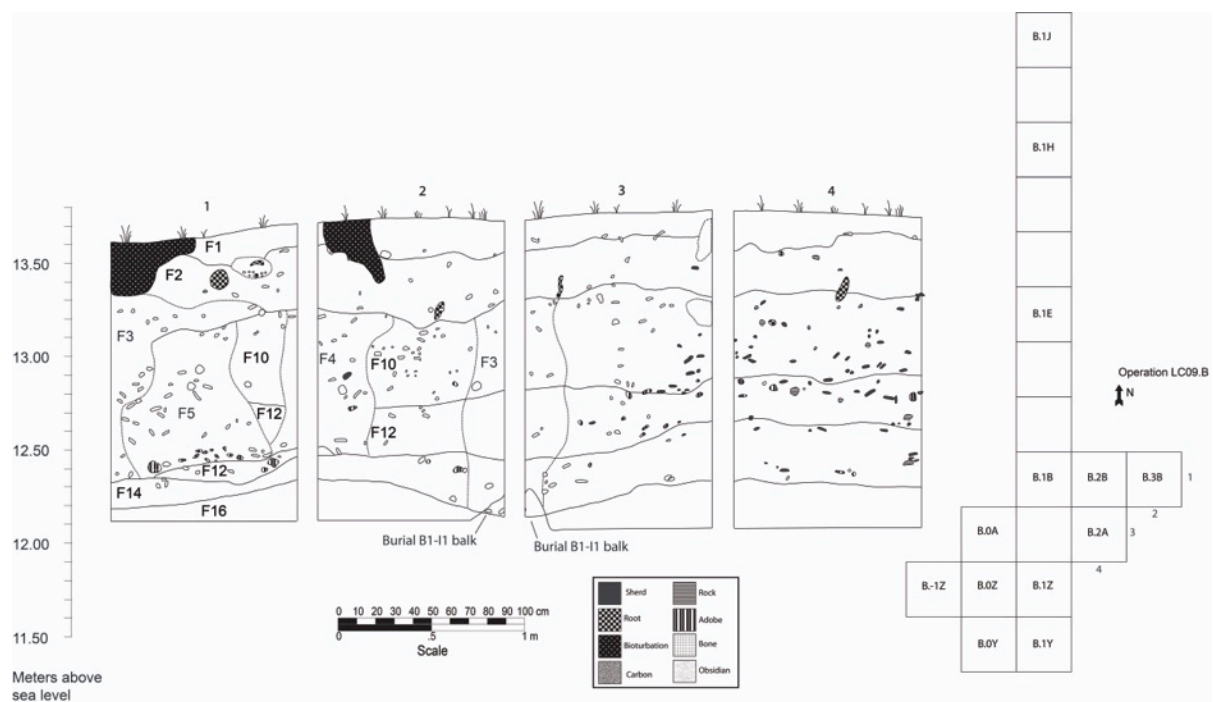 1
2
3
4
13.50
13.00
12.50
12.00
11.50
Meters above
sea level
F1
F2
F3
F10
F5
F12
F12
F14
F16
F4
F10
F3
F12
Burial B1-I1 balk
Burial B1-I1 balk
0 10 20 30 40 50 60 70 80 90 100 cm
0 .5 1 m
Scale
Sherd
Rock
Root
Adobe
Bioturbation
Bone
Carbon
Obsidian
B.1J
B.1H
B.1E
Operation LC09.B
N
B.1B
B.2B
B.3B
1
2
B.0A
B.2A
3
4
B.-1Z
B.0Z
B.1Z
B.0Y
B.1Y